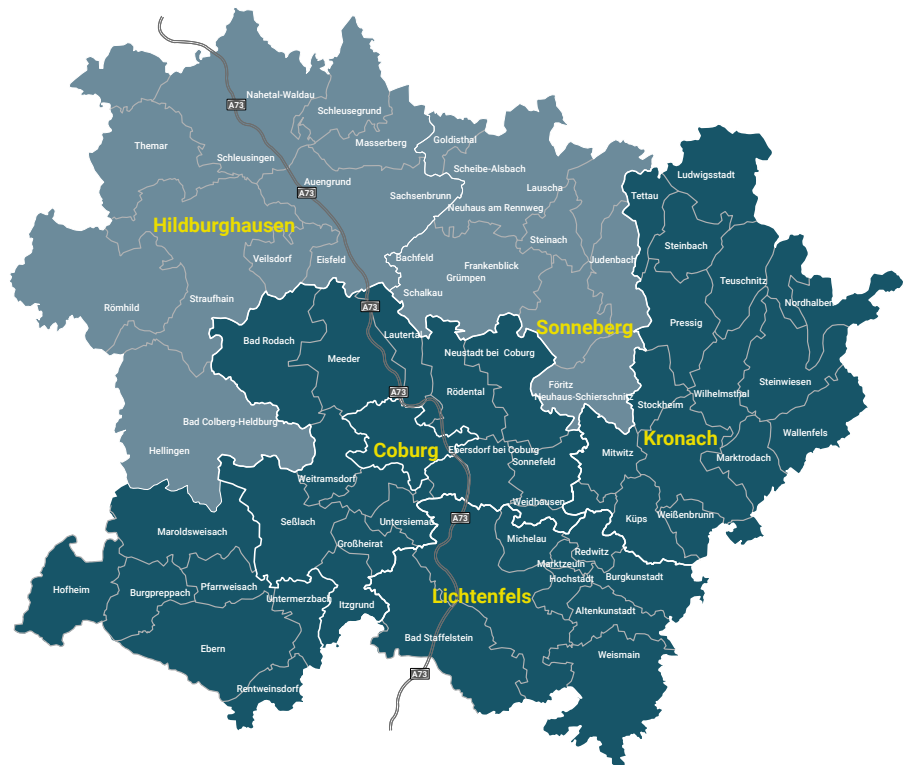 Nahetal-Waldau
A73
Schleusegrund
Goldisthal
Masserberg
Themar
Schleusingen
Scheibe-Alsbach
Ludwigsstadt
Auengrund
A73
Lauscha
Sachsenbrunn
Tettau
Neuhaus am Rennweg
Hildburghausen
Steinach
Steinbach
Veilsdorf
Eisfeld
Bachfeld
Judenbach
Frankenblick
Grümpen
Teuschnitz
Schalkau
Straufhain
Römhild
A73
Nordhalben
Pressig
Sonneberg
Lautertal
Bad Rodach
Neustadt bei Coburg
Meeder
Steinwiesen
Föritz
A73
Rödental
Neuhaus-Schierschnitz
Wilhelmsthal
Stockheim
Bad Colberg-Heldburg
Wallenfels
Kronach
Hellingen
Coburg
Ebersdorf bei Coburg
Mitwitz
Marktrodach
Sonnefeld
Weitramsdorf
Weidhausen
Weißenbrunn
Seßlach
Untersiemau
A73
Küps
Maroldsweisach
Michelau
Großheirat
Redwitz
Marktzeuln
Hochstadt
Burgkunstadt
Hofheim
Pfarrweisach
Burgpreppach
Untermerzbach
Itzgrund
Lichtenfels
Altenkunstadt
Bad Staffelstein
Ebern
Weismain
A73
Rentweinsdorf